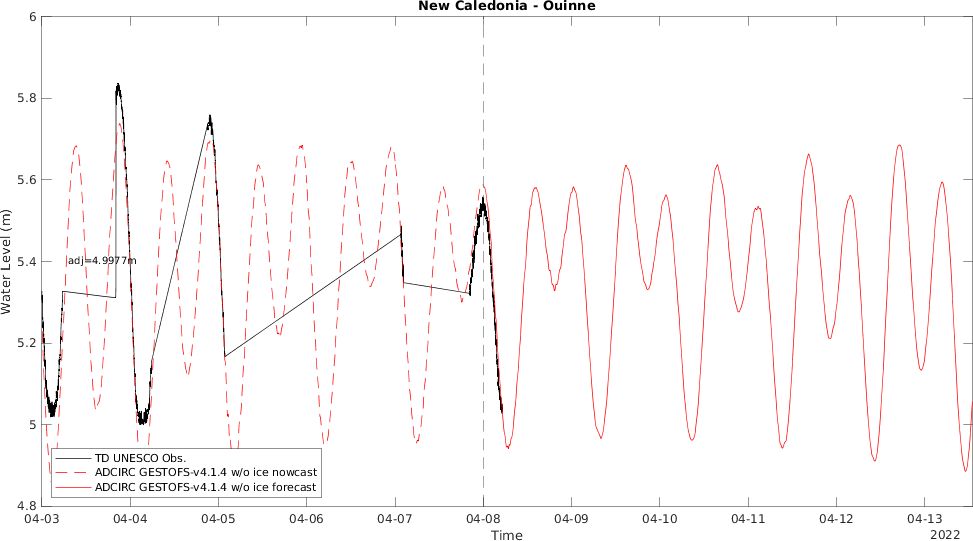 New Caledonia - Ouinne
6
5.8
5.6
5.4
5.2
5
4.8
Water Level (m)
adj=4.9977m
TD UNESCO Obs.
ADCIRC GESTOFS-v4.1.4 w/o ice nowcast
ADCIRC GESTOFS-v4.1.4 w/o ice forecast
04-03 04-04 04-05 04-06 04-07 04-08 04-09 04-10 04-11 04-12 04-13
Time
2022